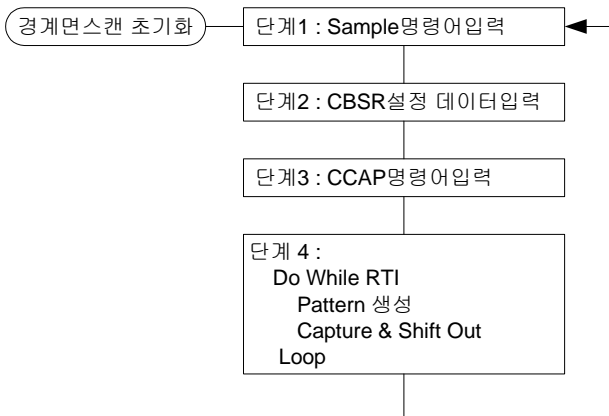 경계면스캔 초기화
단계1 : Sample명령어입력
단계2 : CBSR설정 데이터입력
단계3 : CCAP명령어입력
단계 4 :
Do While RTI
Pattern 생성
Capture & Shift Out
Loop